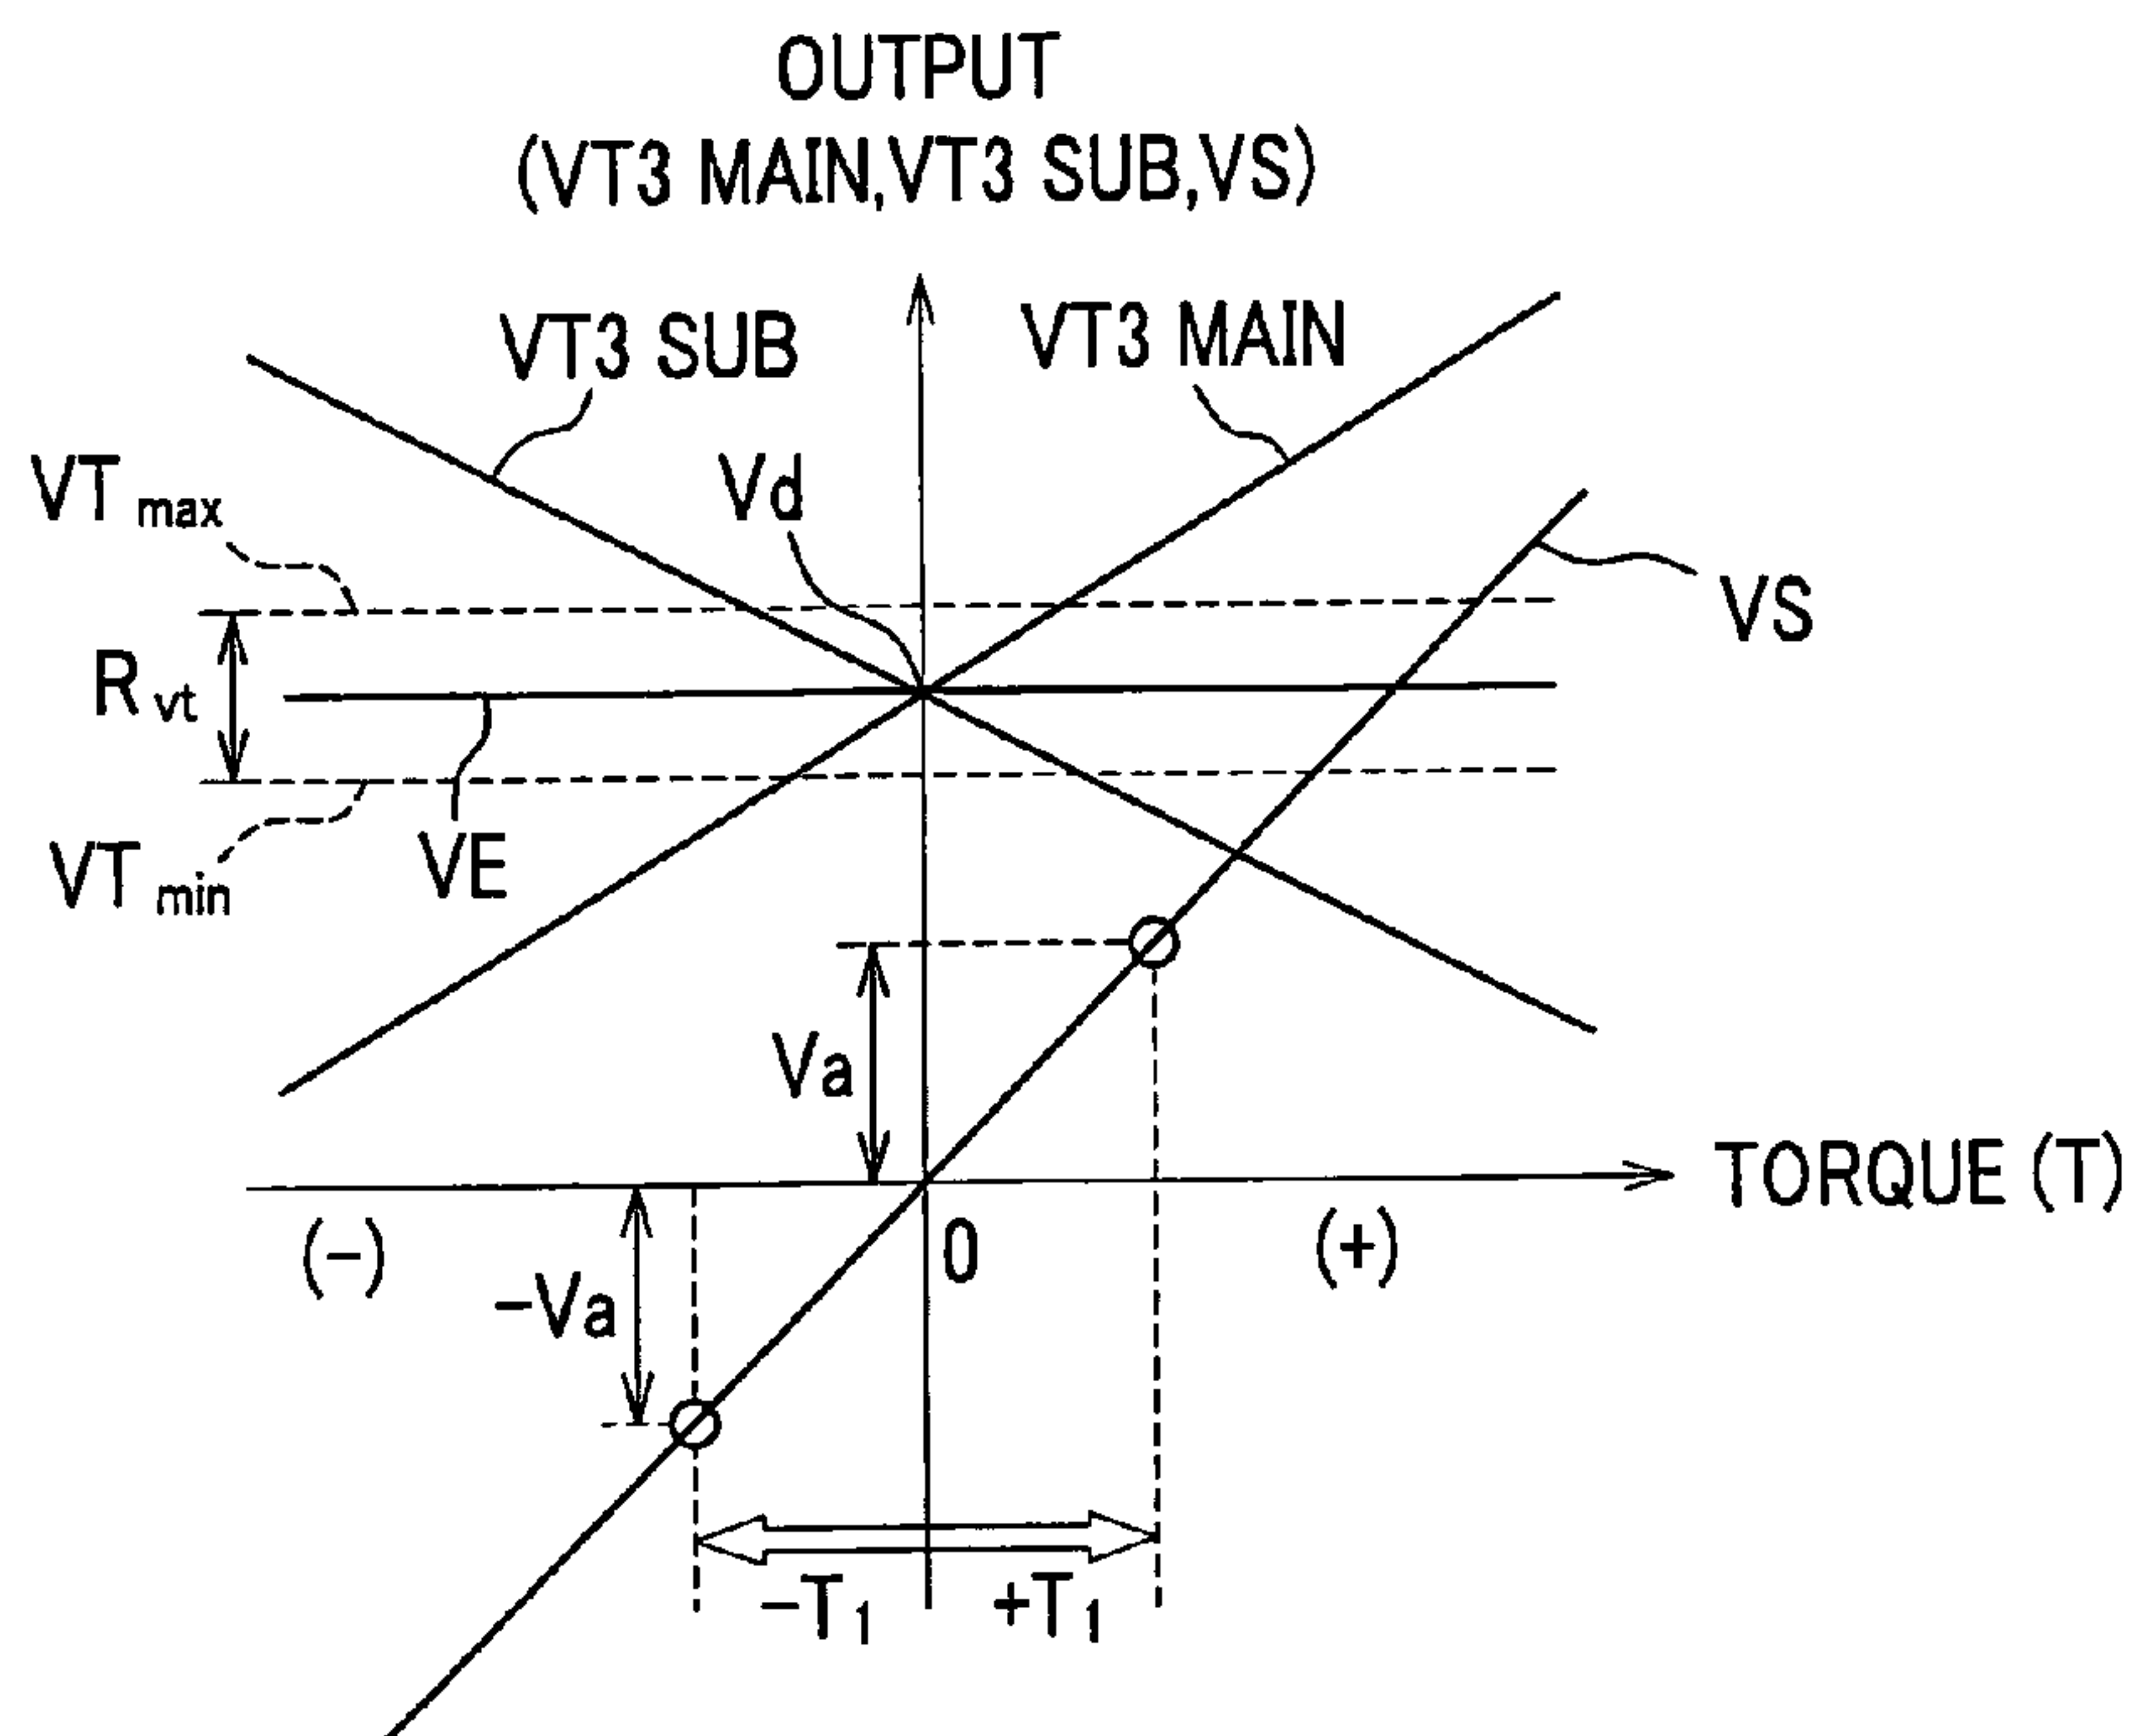 OUTPUT
(VT3 MAIN,VT3 SUB,VS)
VT3 SUB
VT3 MAIN
VTmax
Vd
VS
Rvt
VE
VTmin
Va
TORQUE (T)
(-)
0
(+)
-Va
-T1
+T1